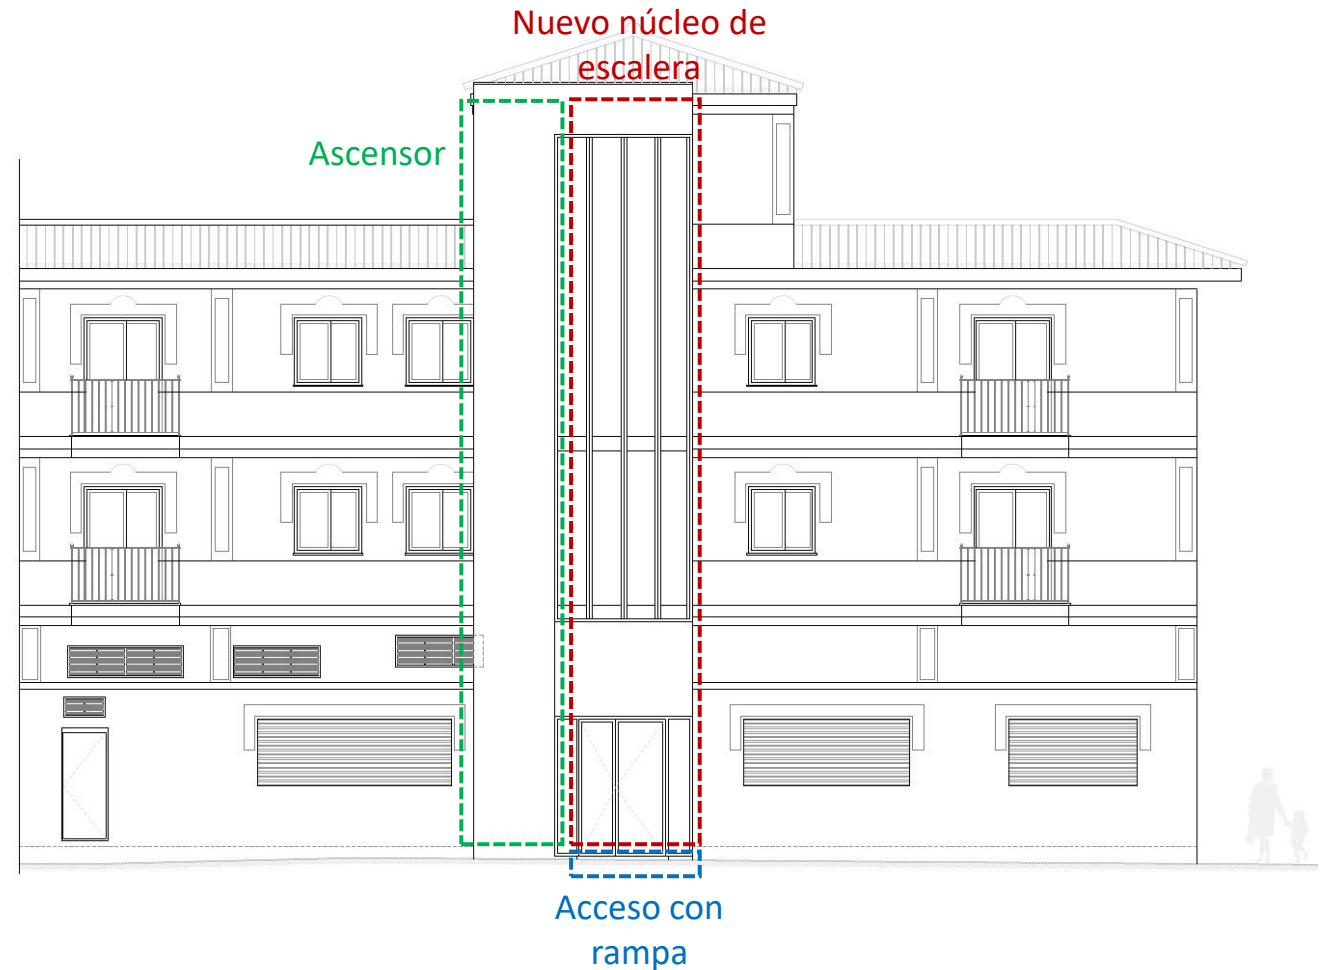 Nuevo núcleo de
escalera
Ascensor
Acceso con
rampa